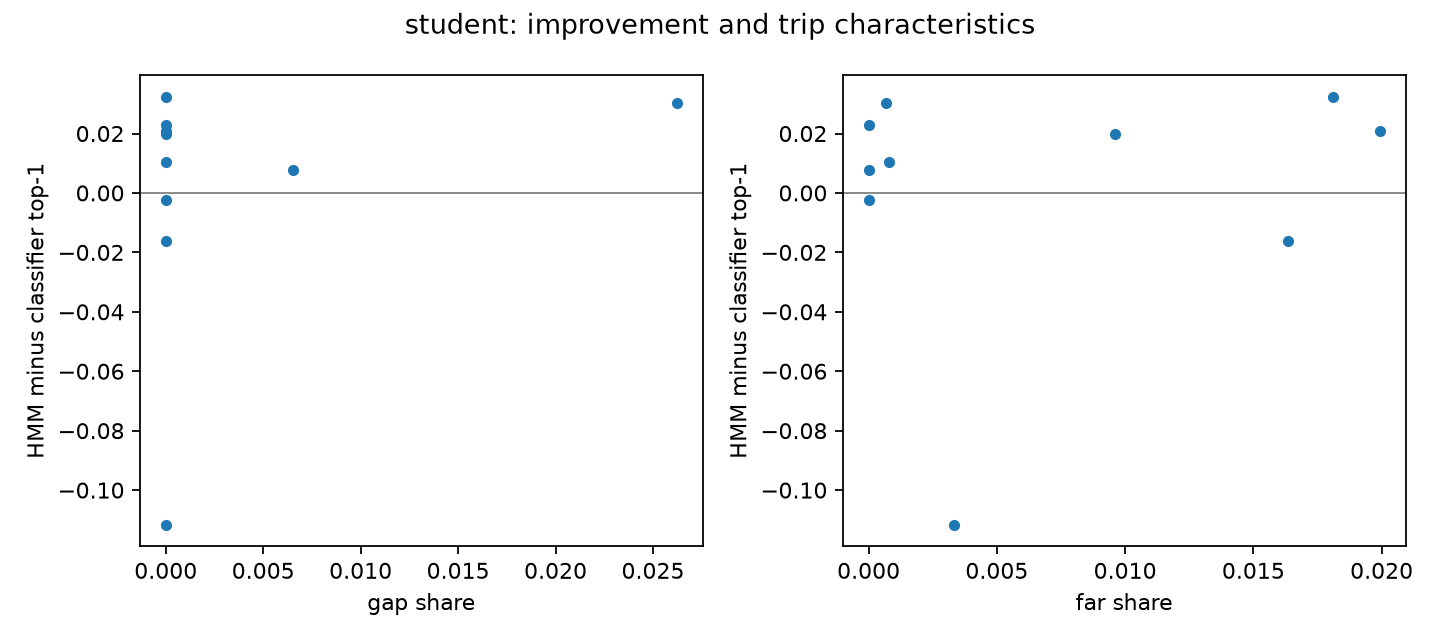 student: improvement and trip characteristics
HMM minus classifier top-1
0.02
0.00
−0.02
−0.04
−0.06
−0.08
−0.10
0.000 0.005 0.010 0.015 0.020 0.025
gap share
HMM minus classifier top-1
0.02
0.00
−0.02
−0.04
−0.06
−0.08
−0.10
0.000 0.005 0.010 0.015 0.020
far share